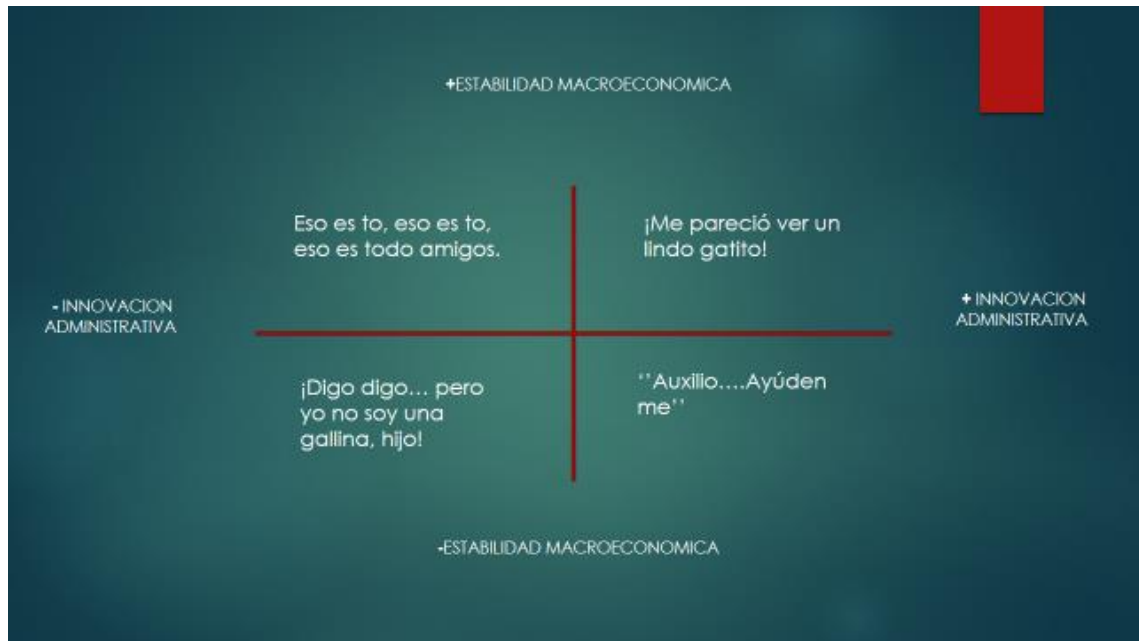 +ESTABILIDAD MACROECONOMICA
Eso es to, eso es to,
eso es todo amigos.
¡Me pareció ver un
lindo gatito!
- INNOVACION
ADMINISTRATIVA
+ INNOVACION
ADMINISTRATIVA
¡Digo digo... pero
yo no soy una
gallina, hijo!
‘‘Auxilio....Ayúden
me’’
-ESTABILIDAD MACROECONOMICA